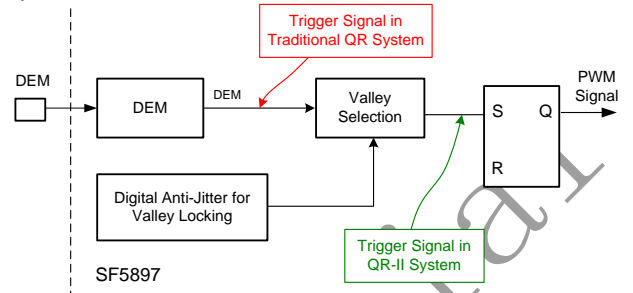 Trigger Signal in
Traditional QR System
DEM
DEM
DEM
Valley
Selection
S
Q
R
PWM
Signal
Digital Anti-Jitter for
Valley Locking
Trigger Signal in
QR-II System
SF5897